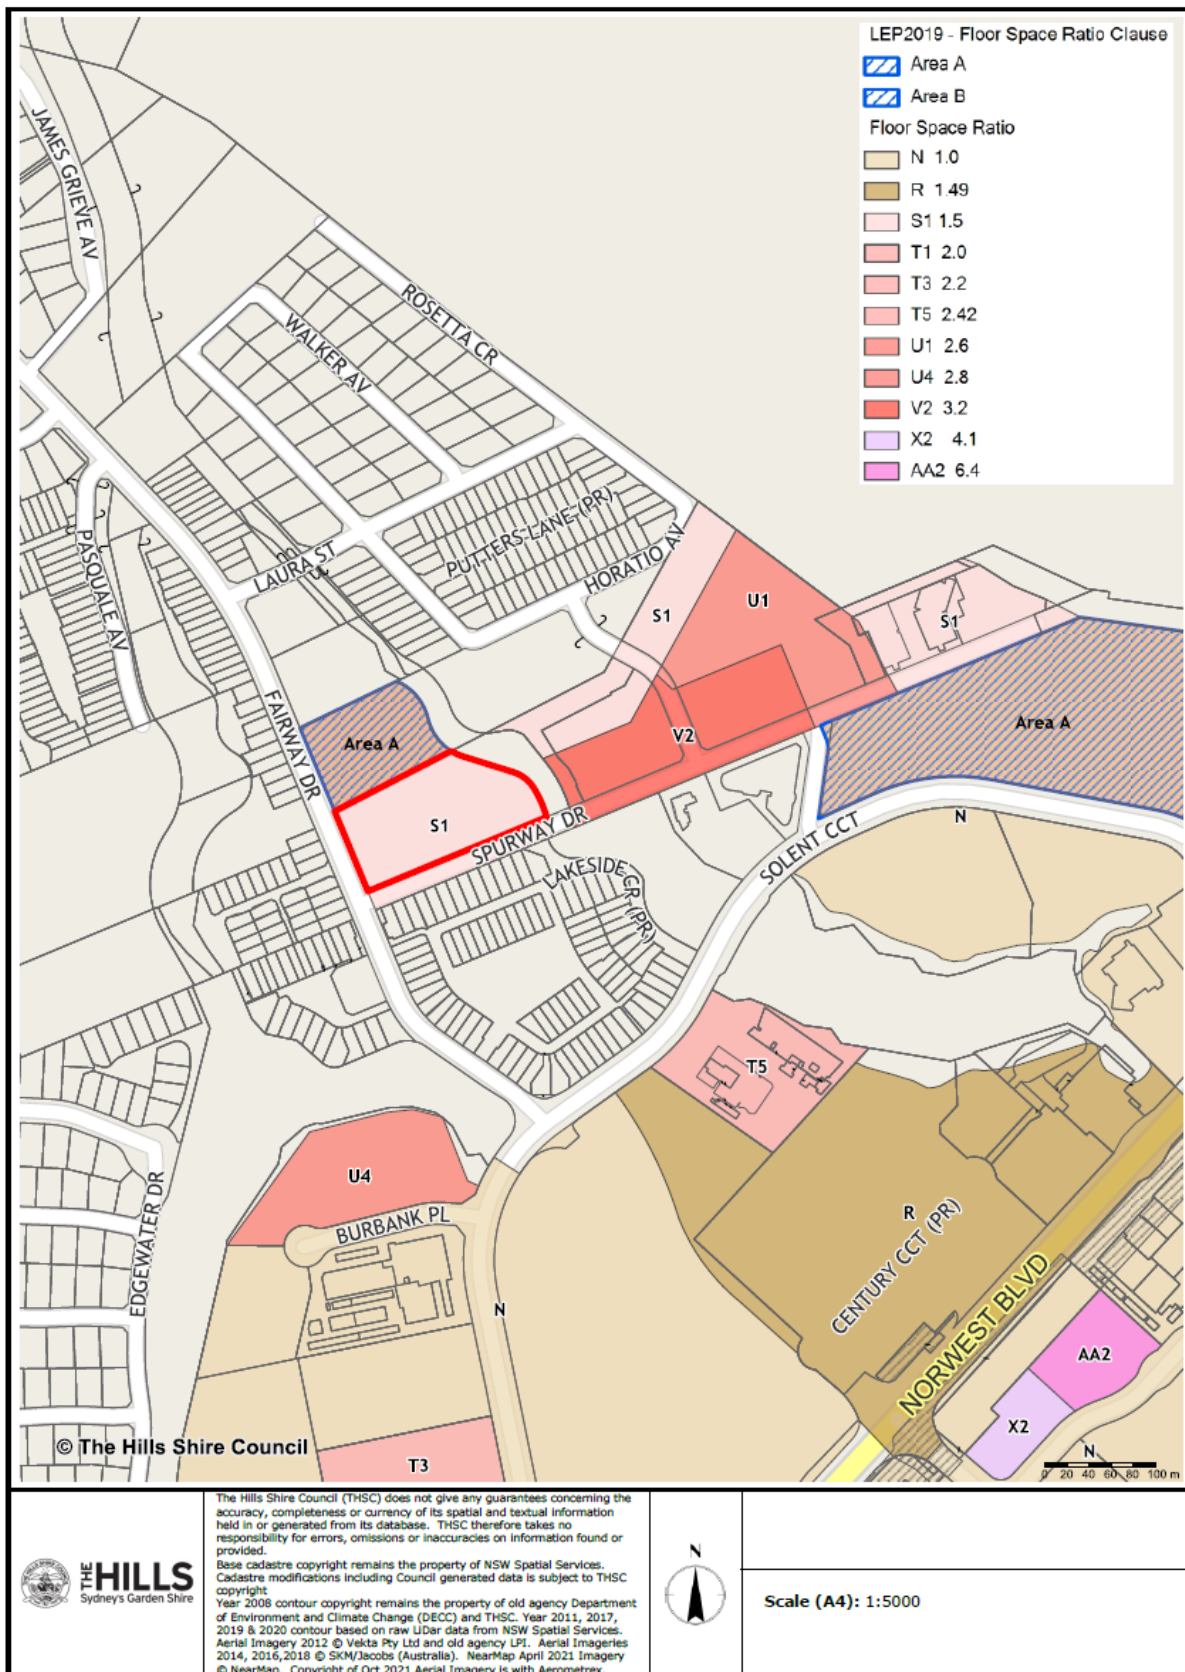 LEP2019 - Floor Space Ratio Clause
Area A
Area B
Floor Space Ratio
N 1.0
R 1.49
S1 1.5
T1 2.0
T3 2.2
T5 2.42
U1 2.6
U4 2.8
V2 3.2
X2 4.1
AA2 6.4
JAMES GRIEVE AV
ROSETTA CR
WALKER AV
PUTTERS LANE (PR)
LAURA ST
HORATIO AV
PASQUALE AV
S1
U1
S1
FAIRWAY DR
Area A
V2
Area A
S1
SPURWAY DR
N
SOLENT CCT
LAKESIDE CR (PR)
T5
U4
BURBANK PL
EDGEWATER DR
R
CENTURY CCT (PR)
N
NORWEST BLVD
AA2
X2
N
© The Hills Shire Council
T3
0 20 40 60 80 100 m
THE HILLS
Sydney's Garden Shire
The Hills Shire Council (THSC) does not give any guarantees concerning the
accuracy, completeness or currency of its spatial and textual information
held in or generated from its database. THSC therefore takes no
responsibility for errors, omissions or inaccuracies on information found or
provided.
Base cadastre copyright remains the property of NSW Spatial Services.
Cadastre modifications including Council generated data is subject to THSC
copyright
Year 2008 contour copyright remains the property of old agency Department
of Environment and Climate Change (DECC) and THSC. Year 2011, 2017,
2019 & 2020 contour based on raw LiDar data from NSW Spatial Services.
Aerial Imagery 2012 © Vekta Pty Ltd and old agency LPI. Aerial Imageries
2014, 2016,2018 © SKM/Jacobs (Australia). NearMap April 2021 Imagery
© NearMap. Copyright of Oct 2021 Aerial Imagery is with Aerometrex.
N
Scale (A4): 1:5000